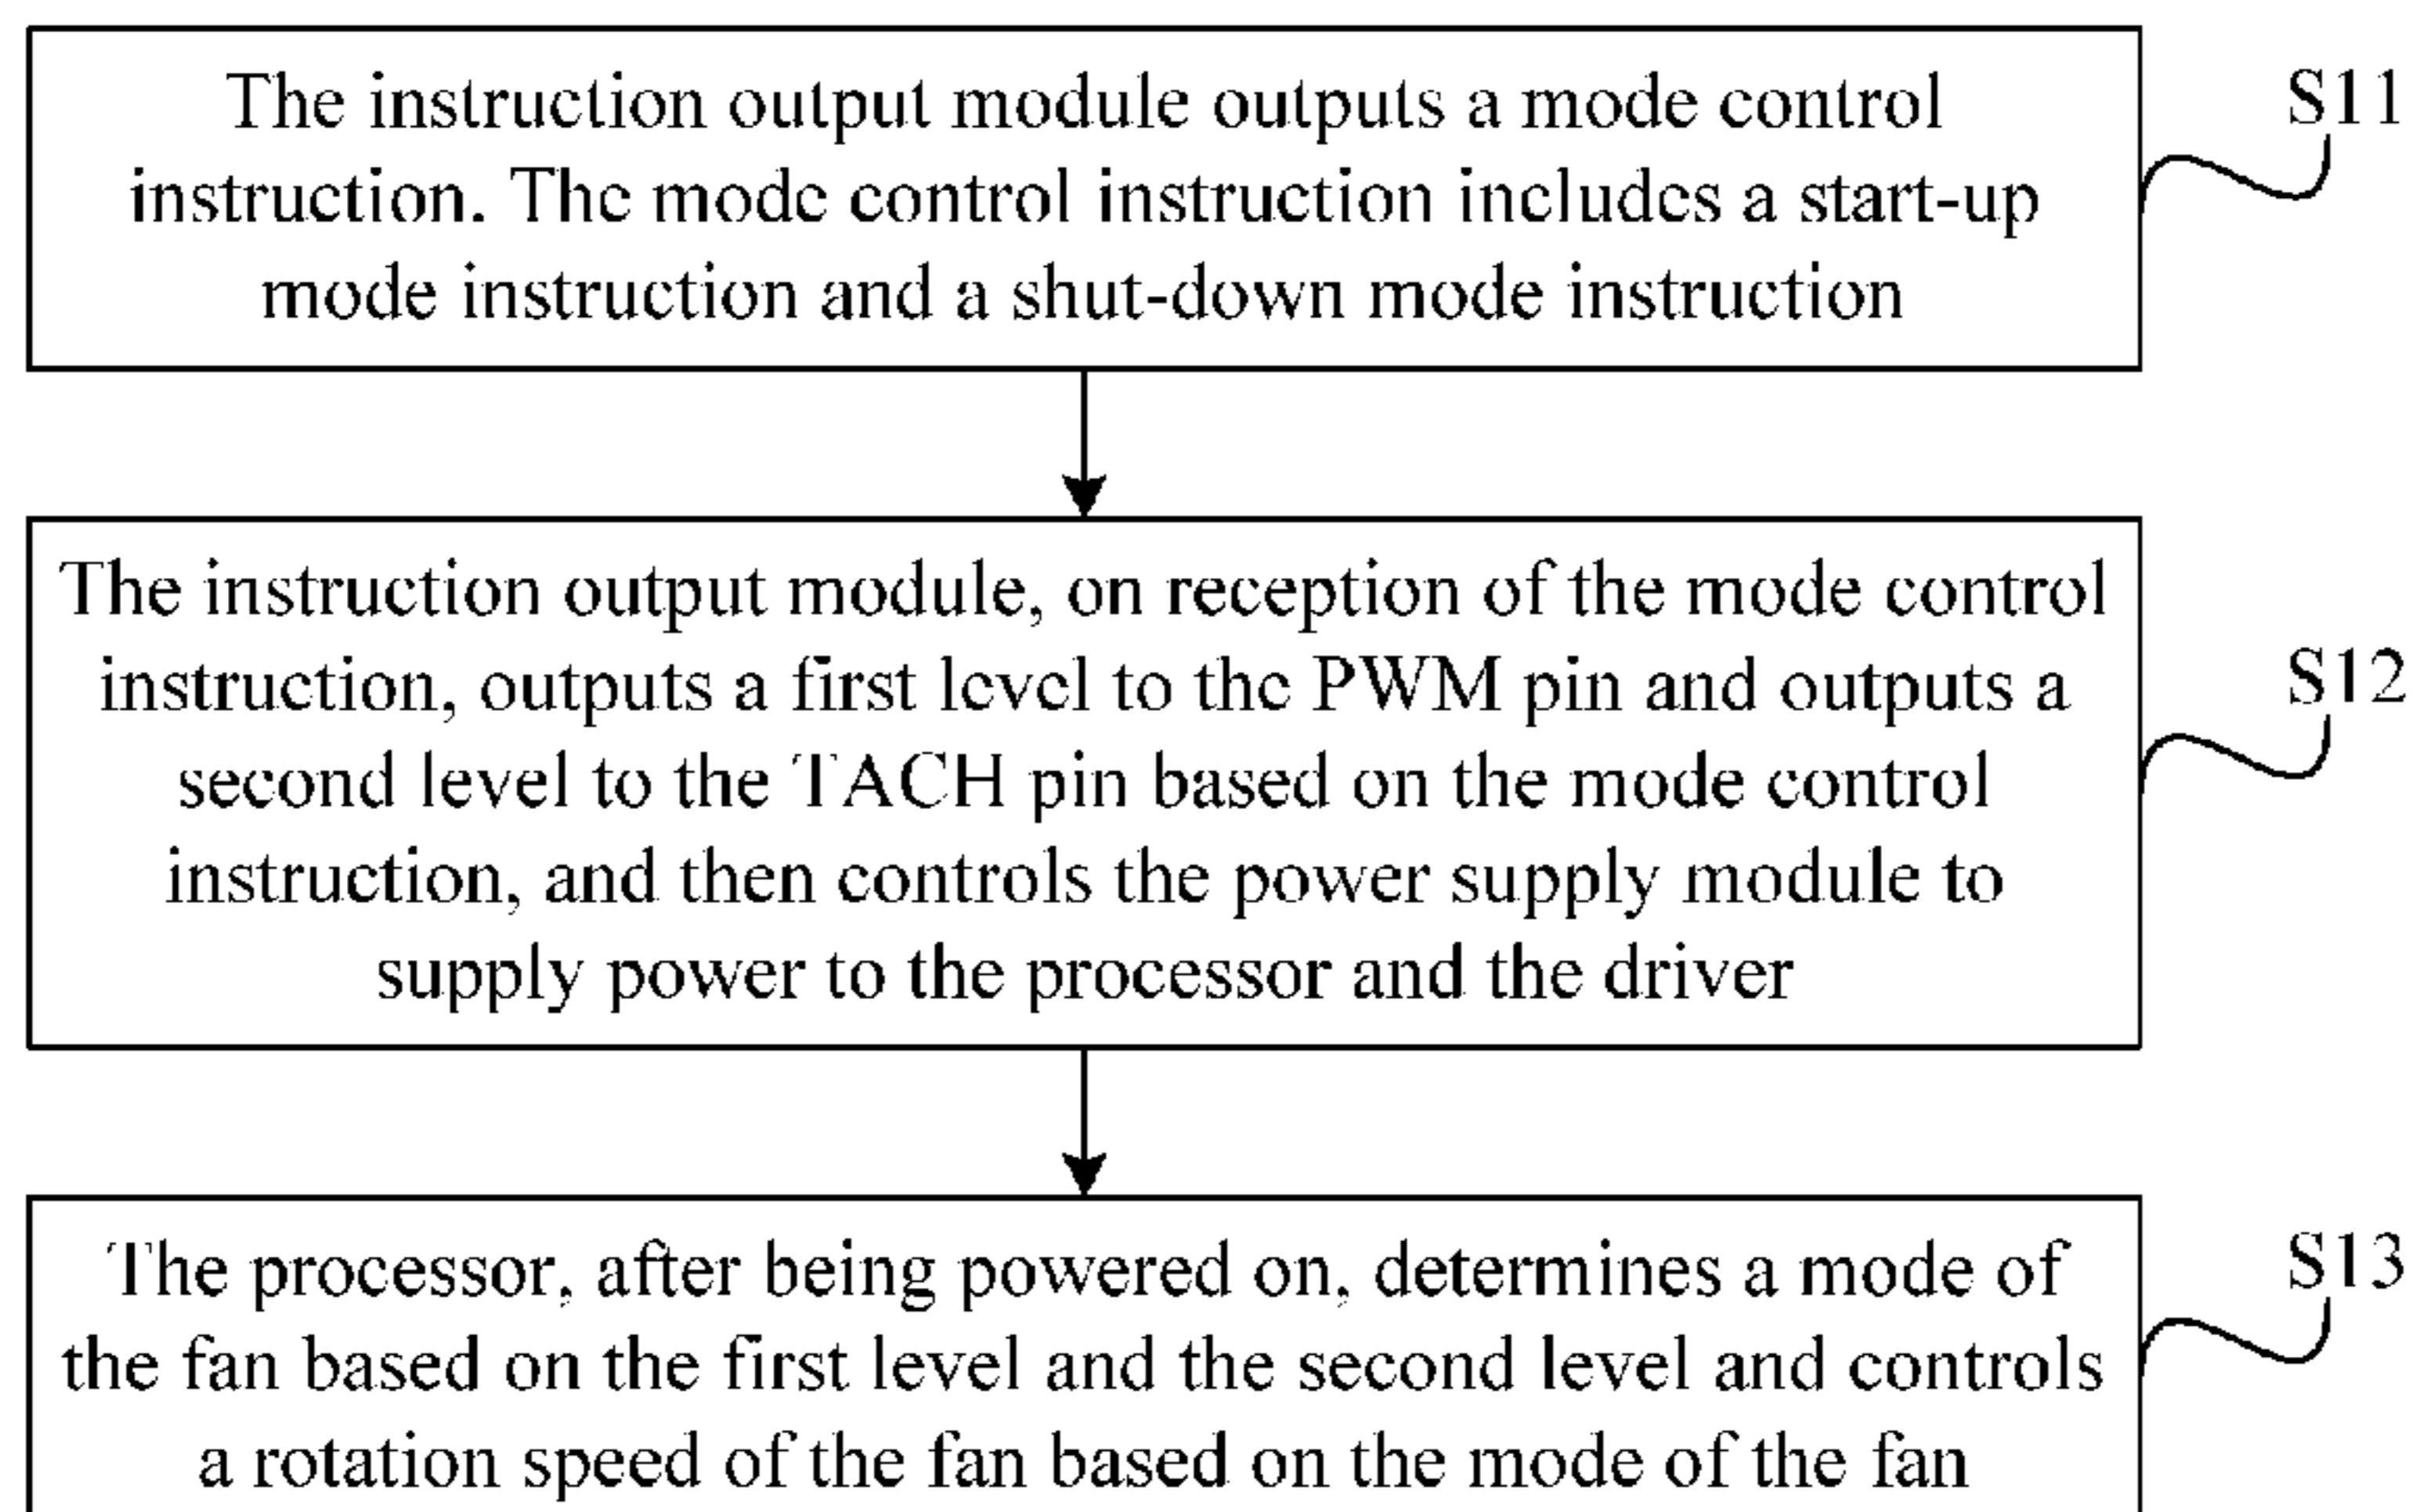 The instruction output module outputs a mode control
instruction. The mode control instruction includes a start-up
mode instruction and a shut-down mode instruction
S11
The instruction output module, on reception of the mode control
instruction, outputs a first level to the PWM pin and outputs a
second level to the TACH pin based on the mode control
instruction, and then controls the power supply module to
supply power to the processor and the driver
S12
The processor, after being powered on, determines a mode of
the fan based on the first level and the second level and controls
a rotation speed of the fan based on the mode of the fan
S13